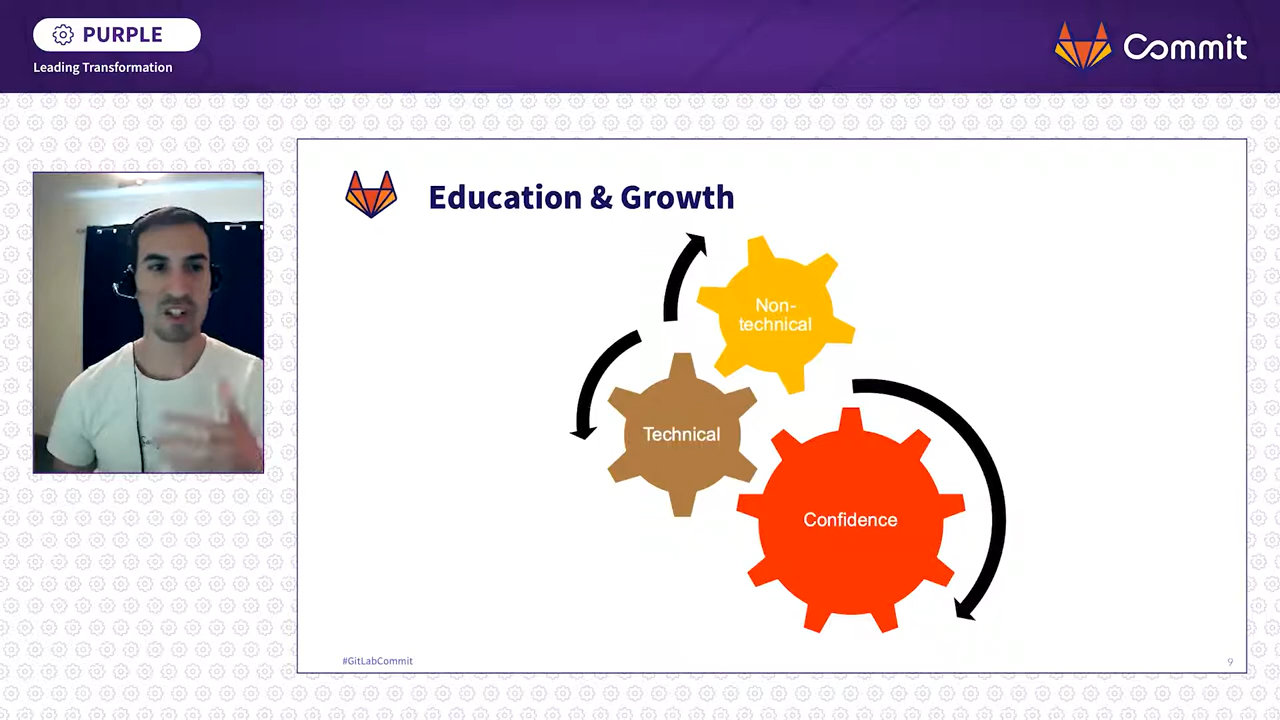 PURPLE
Leading Transformation
Commit
Education & Growth
Non-
technical
Technical
Confidence
#GitLabCommit
9